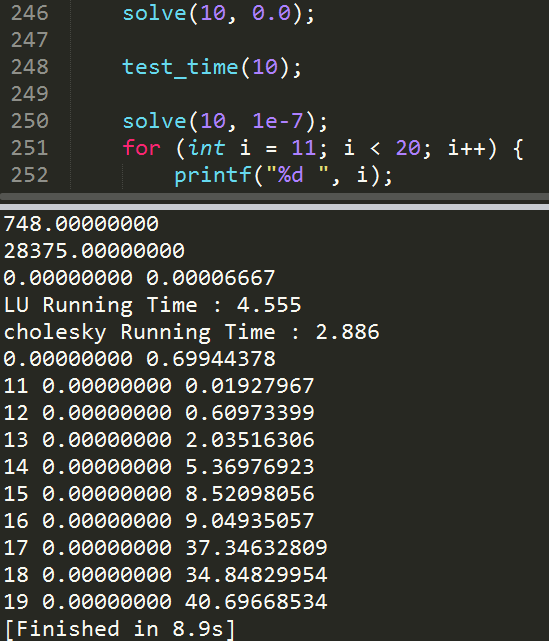 246 solve(10, 0.0);
247
248 test_time(10);
249
250 solve(10, 1e-7);
251 for (int i = 11; i < 20; i++) {
252 printf("%d ", i);
748.00000000
28375.00000000
0.00000000 0.00006667
LU Running Time : 4.555
cholesky Running Time : 2.886
0.00000000 0.69944378
11 0.00000000 0.01927967
12 0.00000000 0.60973399
13 0.00000000 2.03516306
14 0.00000000 5.36976923
15 0.00000000 8.52098056
16 0.00000000 9.04935057
17 0.00000000 37.34632809
18 0.00000000 34.84829954
19 0.00000000 40.69668534
[Finished in 8.9s]